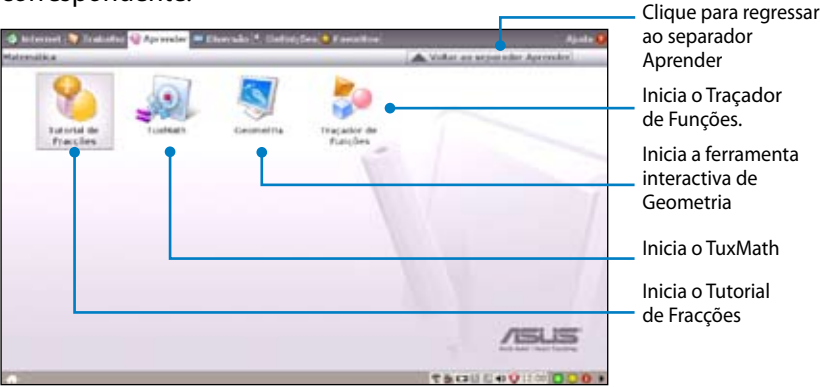 correspondente.
Clique para regressar
ao separador
Aprender
Internet Trabalho Aprender Diversão Definições Favoritos Ajuda
Matemática Voltar ao separador Aprender
Tutorial de
Fracções
TuxMath
Geometria
Traçador de
Funções
Inicia o Traçador
de Funções.
Inicia a ferramenta
interactiva de
Geometria
Inicia o TuxMath
Inicia o Tutorial
de Fracções
ASUS